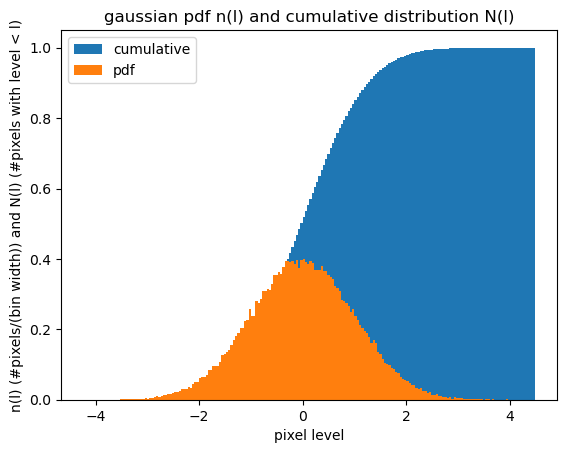 gaussian pdf n(l) and cumulative distribution N(l)
n(l) (#pixels/(bin width)) and N(l) (#pixels with level < l)
cumulative
pdf
1.0
0.8
0.6
0.4
0.2
0.0
−4
−2
0
2
4
pixel level